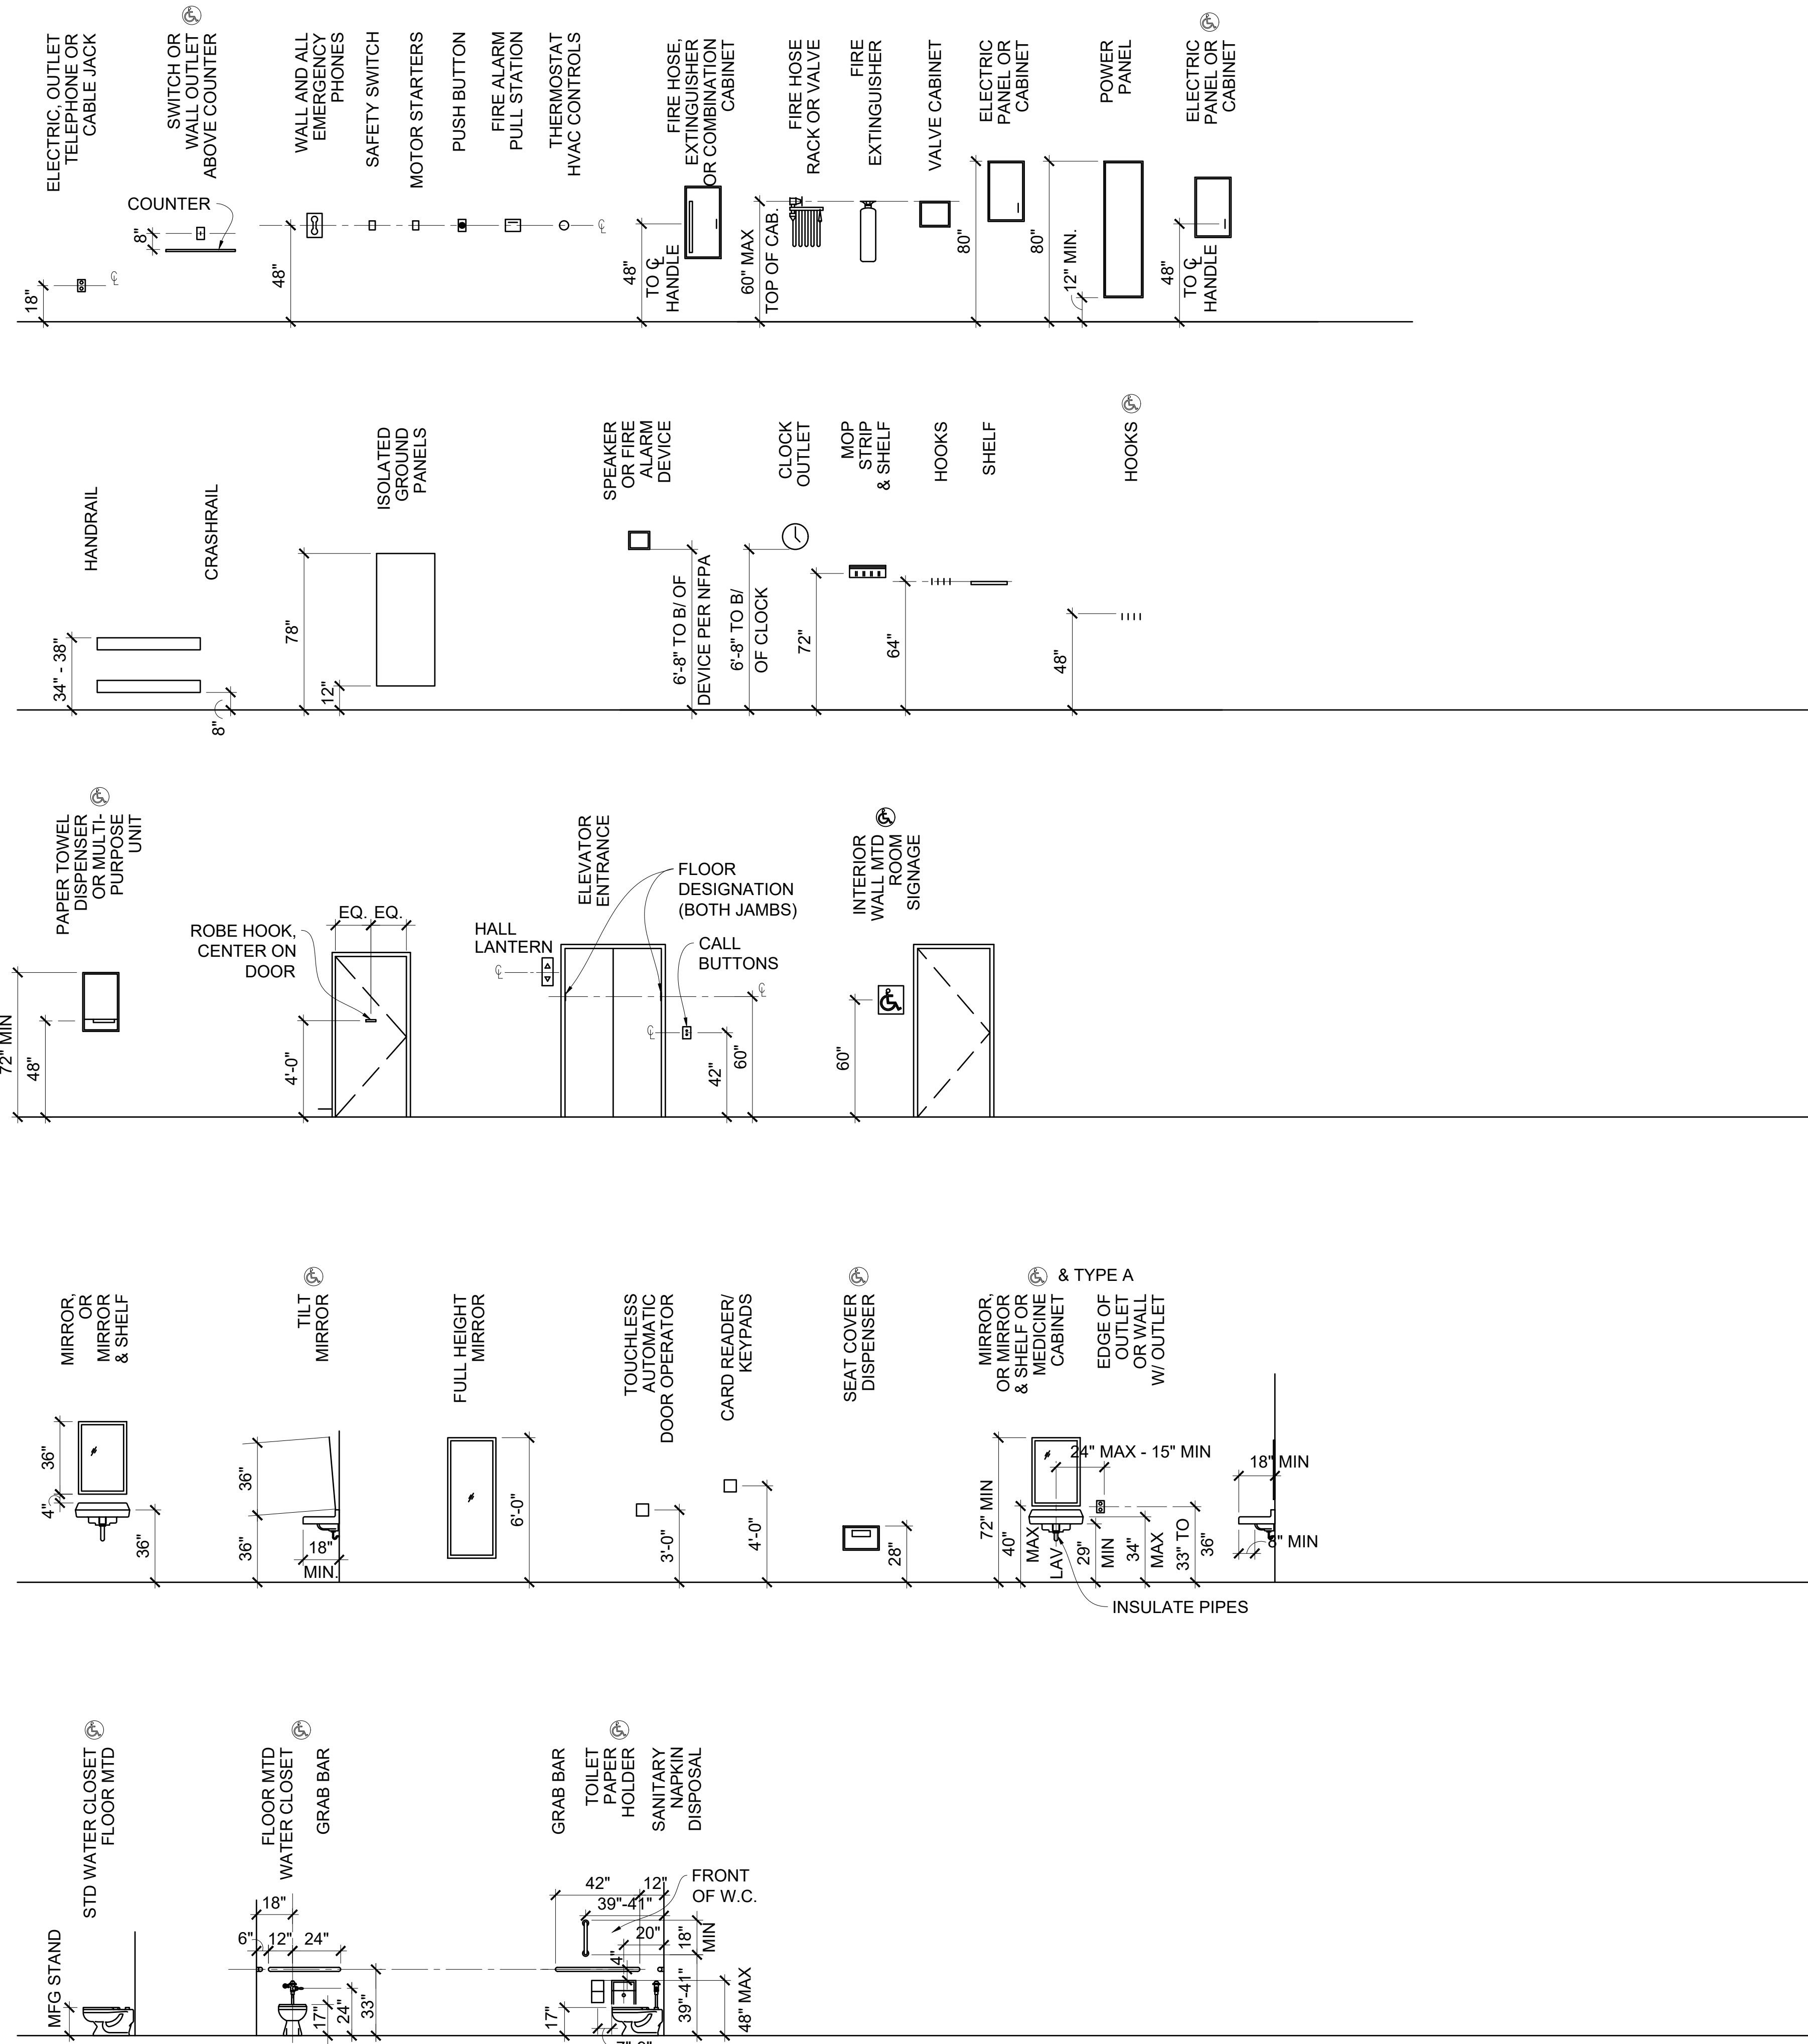 ELECTRIC, OUTLET
TELEPHONE OR
CABLE JACK
SWITCH OR
WALL OUTLET
ABOVE COUNTER
WALL AND ALL
EMERGENCY
PHONES
SAFETY SWITCH
MOTOR STARTERS
PUSH BUTTON
FIRE ALARM
PULL STATION
THERMOSTAT
HVAC CONTROLS
FIRE HOSE,
EXTINGUISHER
OR COMBINATION
CABINET
FIRE HOSE
RACK OR VALVE
FIRE
EXTINGUISHER
VALVE CABINET
ELECTRIC
PANEL OR
CABINET
POWER
PANEL
ELECTRIC
PANEL OR
CABINET
COUNTER
8"
18"
℄
48"
℄
48"
TO ℄
HANDLE
60" MAX
TOP OF CAB.
80"
80"
12" MIN.
48"
TO ℄
HANDLE
HANDRAIL
CRASHRAIL
ISOLATED
GROUND
PANELS
SPEAKER
OR FIRE
ALARM
DEVICE
CLOCK
OUTLET
MOP
STRIP
& SHELF
HOOKS
SHELF
HOOKS
34" - 38"
8"
78"
12"
6'-8" TO B/ OF
DEVICE PER NFPA
6'-8" TO B/
OF CLOCK
72"
64"
48"
PAPER TOWEL
DISPENSER
OR MULTI-
PURPOSE
UNIT
ROBE HOOK,
CENTER ON
DOOR
EQ. EQ.
ELEVATOR
ENTRANCE
HALL
LANTERN
FLOOR
DESIGNATION
(BOTH JAMBS)
CALL
BUTTONS
INTERIOR
WALL MTD
ROOM
SIGNAGE
72" MIN
48"
4'-0"
℄
℄
℄
42"
60"
60"
MIRROR,
OR
MIRROR
& SHELF
TILT
MIRROR
FULL HEIGHT
MIRROR
TOUCHLESS
AUTOMATIC
DOOR OPERATOR
CARD READER/
KEYPADS
SEAT COVER
DISPENSER
& TYPE A
MIRROR,
OR MIRROR
& SHELF OR
MEDICINE
CABINET
EDGE OF
OUTLET
OR WALL
W/ OUTLET
36"
4"
36"
36"
36"
18"
MIN.
6'-0"
3'-0"
4'-0"
28"
24" MAX - 15" MIN
72" MIN
40"
MAX
LAV
29"
MIN
34"
MAX
33" TO
36"
18" MIN
8" MIN
INSULATE PIPES
STD WATER CLOSET
FLOOR MTD
FLOOR MTD
WATER CLOSET
GRAB BAR
GRAB BAR
TOILET
PAPER
HOLDER
SANITARY
NAPKIN
DISPOSAL
MFG STAND
18"
6"
12"
24"
17"
24"
33"
42"
12"
39"-41"
FRONT
OF W.C.
20"
18"
MIN
4"
17"
39"-41"
48" MAX